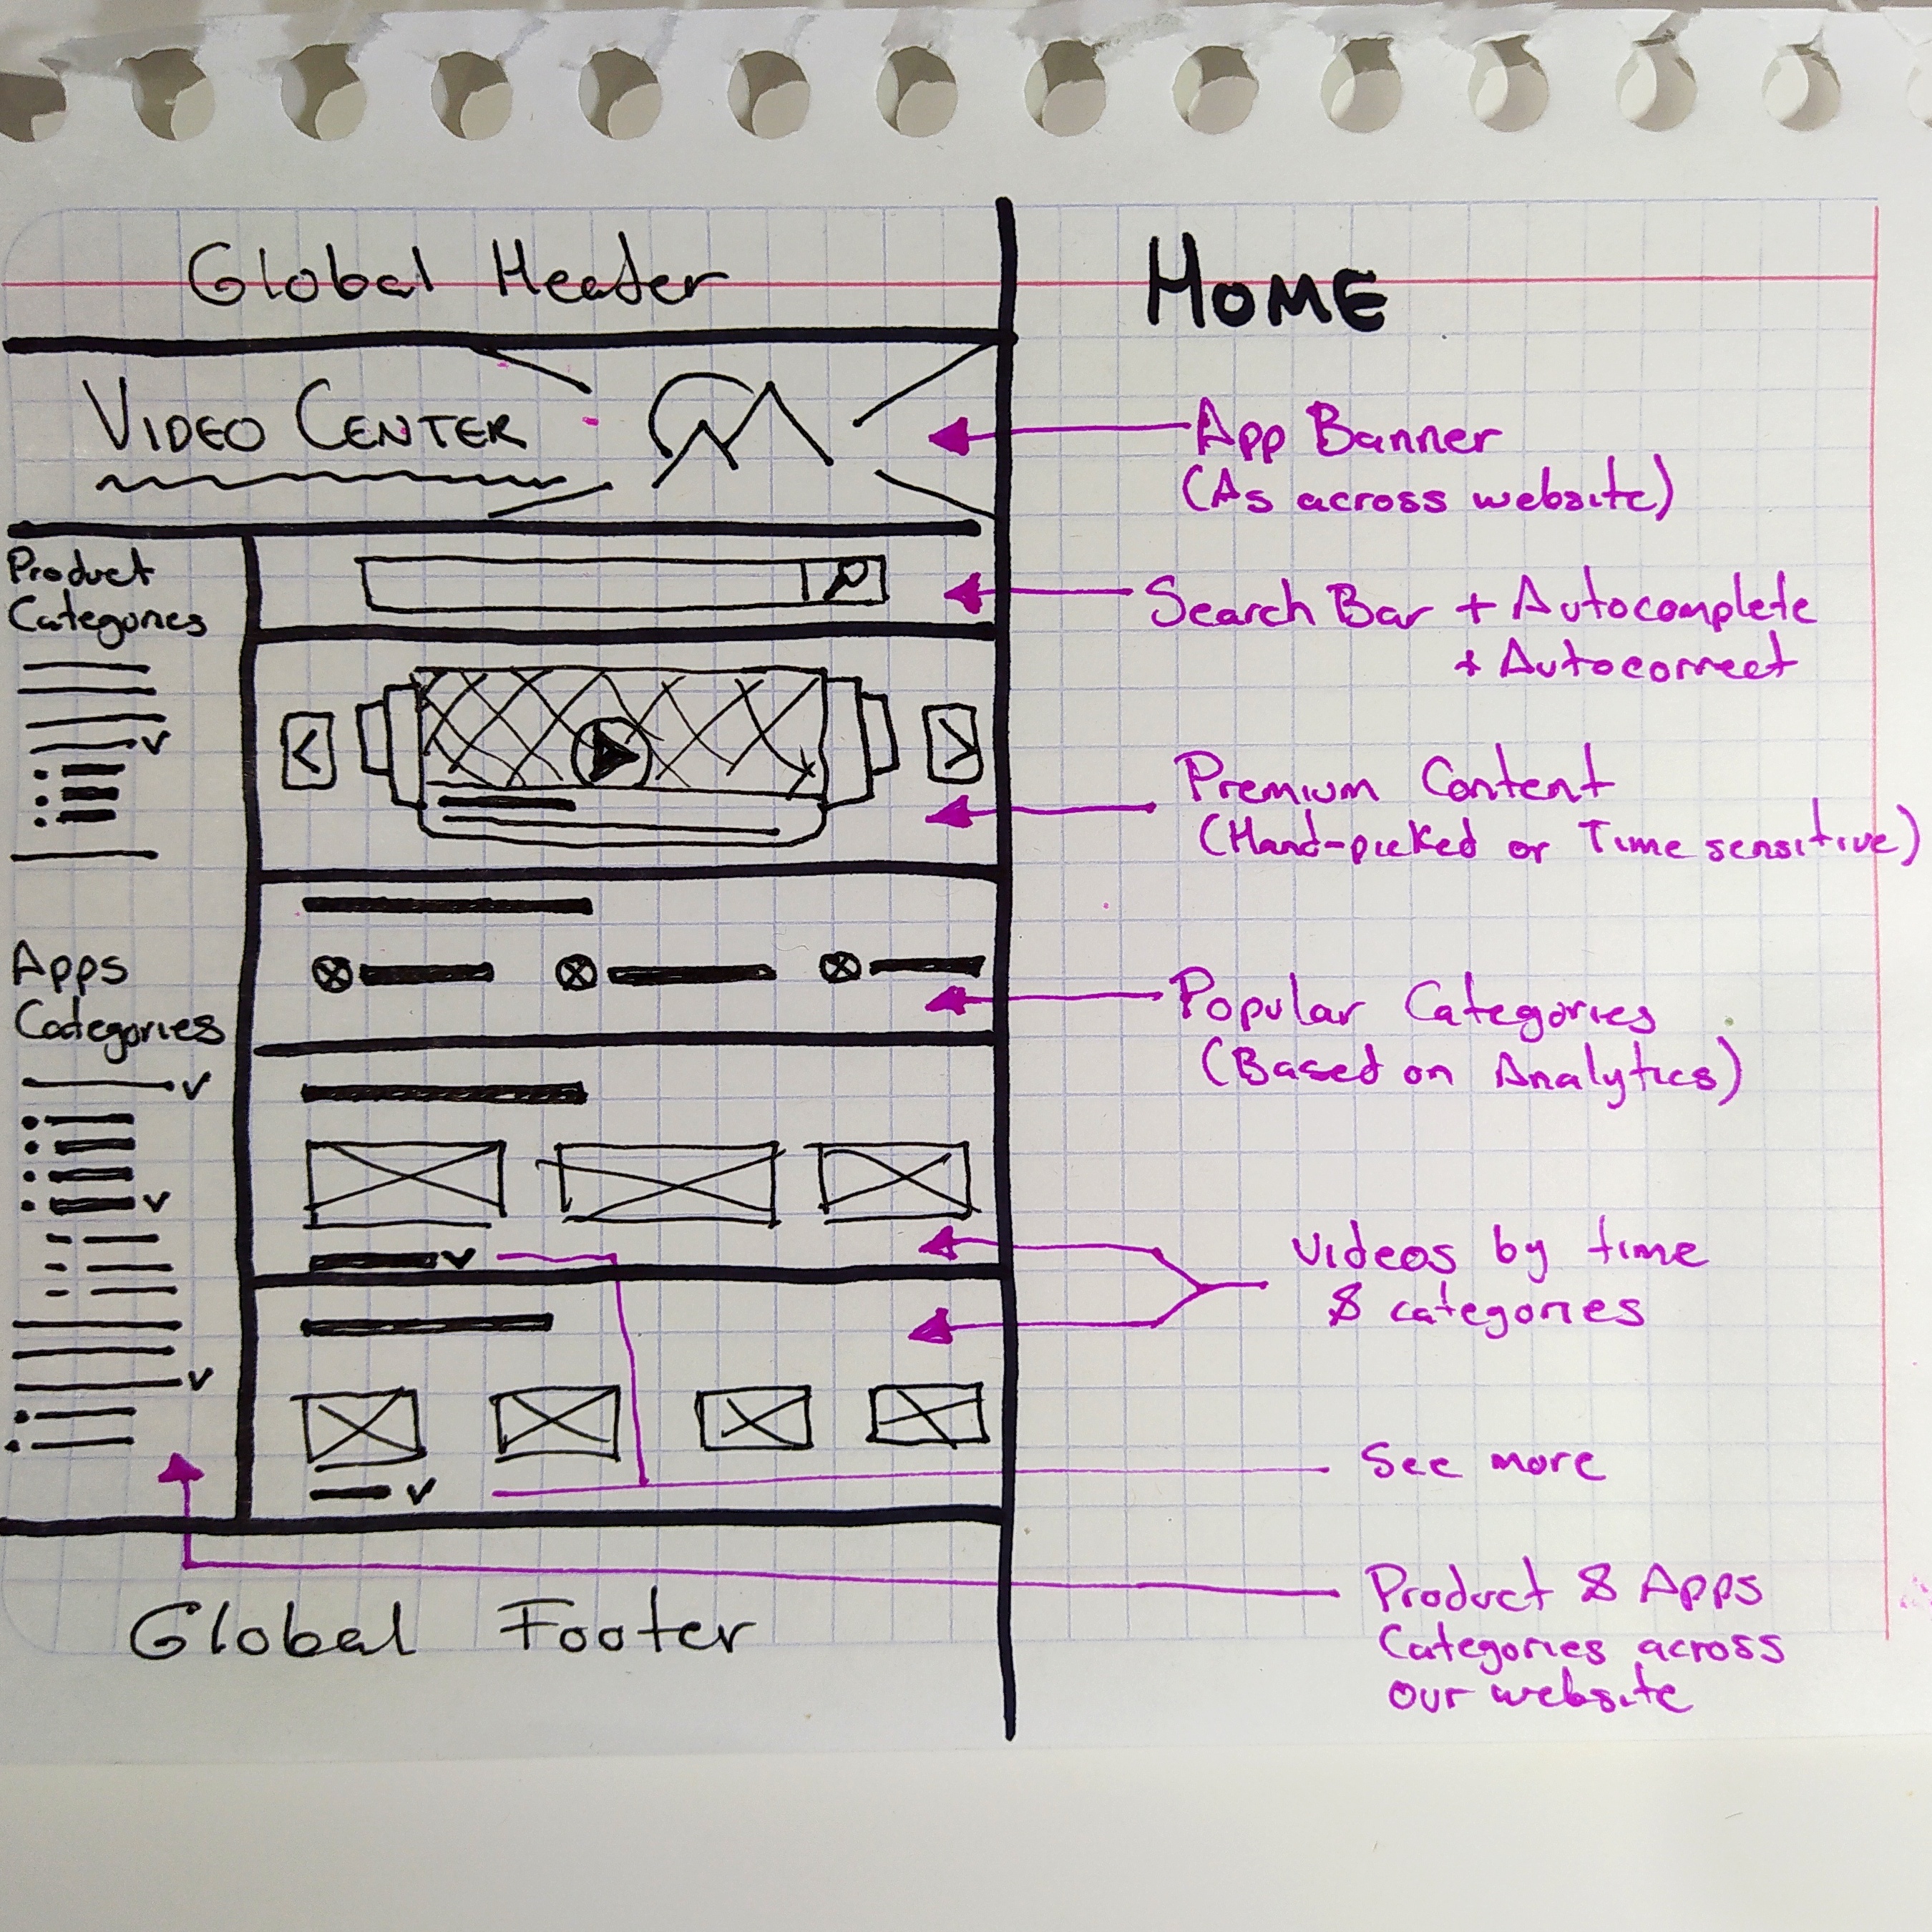 Global Header
HOME
VIDEO CENTER
App Banner
(As across website)
Product
Categories
Search Bar + Autocomplete
+ Autocorrect
Premium Content
(Hand-picked or Time sensitive)
Apps
Categories
Popular Categories
(Based on Analytics)
Videos by time
& categories
See more
Product & Apps
Categories across
our website
Global Footer